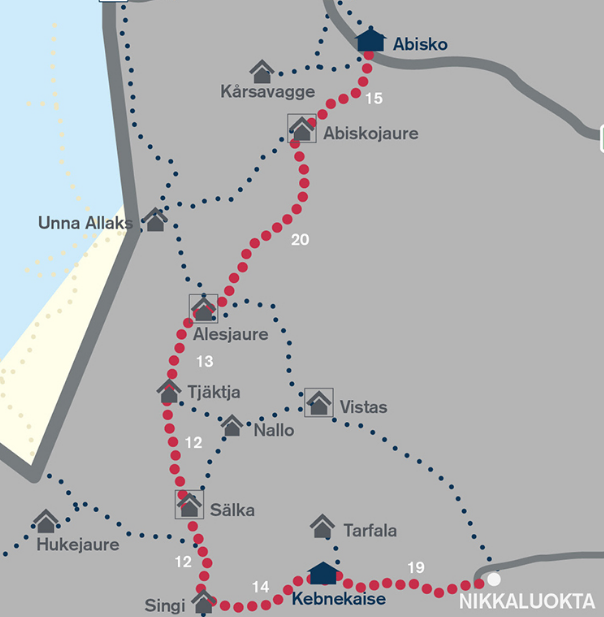 Abisko
Kårsavagge
15
Abiskojaure
Unna Allaks
20
Alesjaure
13
Tjäktja
Vistas
12
Nallo
Sälka
Tarfala
Hukejaure
12
19
14
Kebnekaise
Singi
NIKKALUOKTA